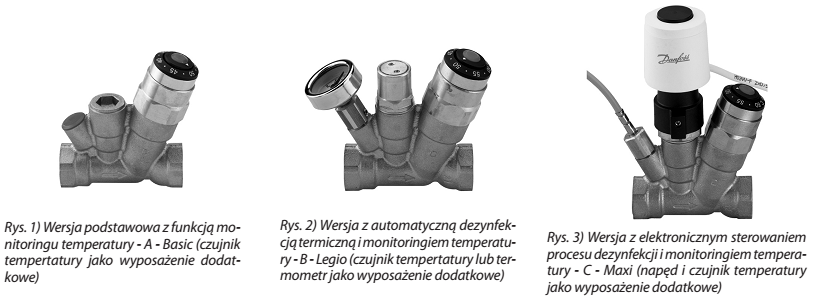 Danfoss
Rys. 1) Wersja podstawowa z funkcją mo-
nitoringu temperatury - A - Basic (czujnik
tempertatury jako wyposażenie dodat-
kowe)
Rys. 2) Wersja z automatyczną dezynfek-
cją termiczną i monitoringiem temperatu-
ry - B - Legio (czujnik tempertatury lub ter-
mometr jako wyposażenie dodatkowe)
Rys. 3) Wersja z elektronicznym sterowaniem
procesu dezynfekcji i monitoringiem tempera-
tury - C - Maxi (napęd i czujnik temperatury
jako wyposażenie dodatkowe)